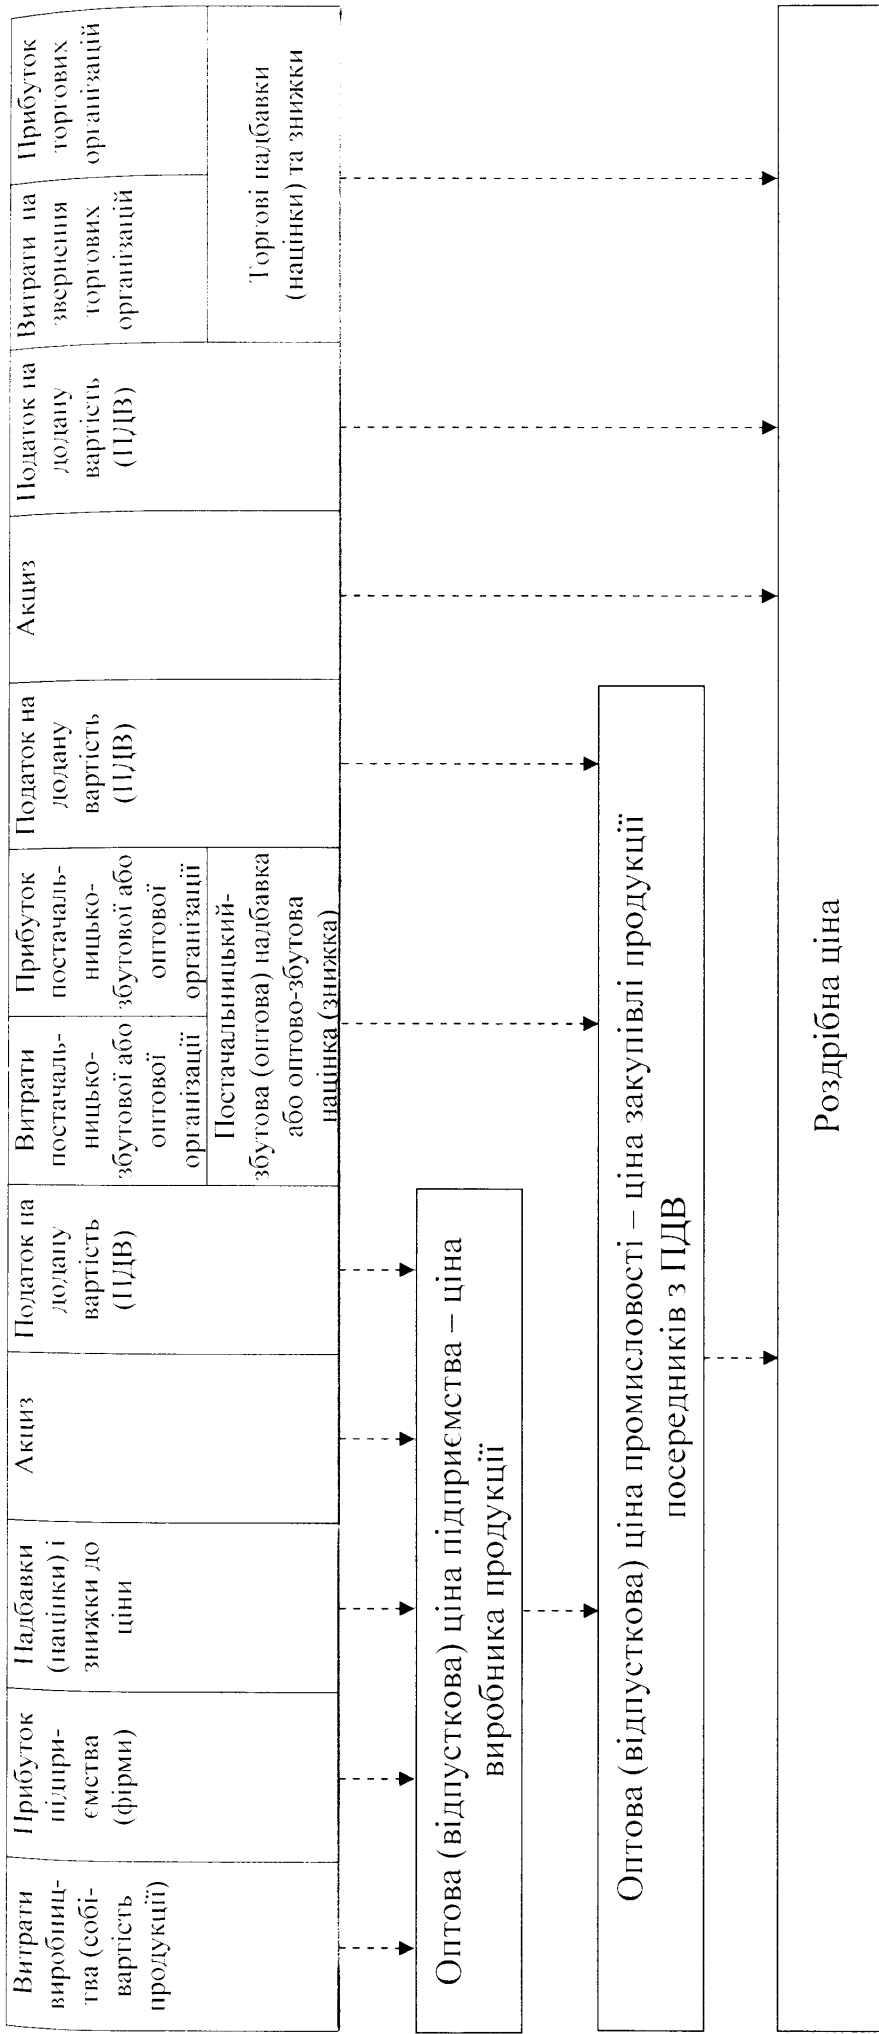 Витрати
виробниц-
тва (собі-
вартість
продукції)
Прибуток
підпри-
ємства
(фірми)
Надбавки
(націнки) і
знижки до
ціни
Акциз
Податок на
додану
вартість
(ПДВ)
Витрати
постачаль-
ницько-
збутової або
оптової
організації
Прибуток
постачаль-
ницько-
збутової або
оптової
організації
Постачальницький-
збутова (оптова) надбавка
або оптово-збутова
націнка (знижка)
Податок на
додану
вартість
(ПДВ)
Акциз
Податок на
додану
вартість
(ПДВ)
Витрати на
звернення
торгових
організацій
Прибуток
торгових
організацій
Торгові надбавки
(націнки) та знижки
Оптова (відпусткова) ціна підприємства – ціна
виробника продукції
Оптова (відпусткова) ціна промисловості – ціна закупівлі продукції
посередників з ПДВ
Роздрібна ціна